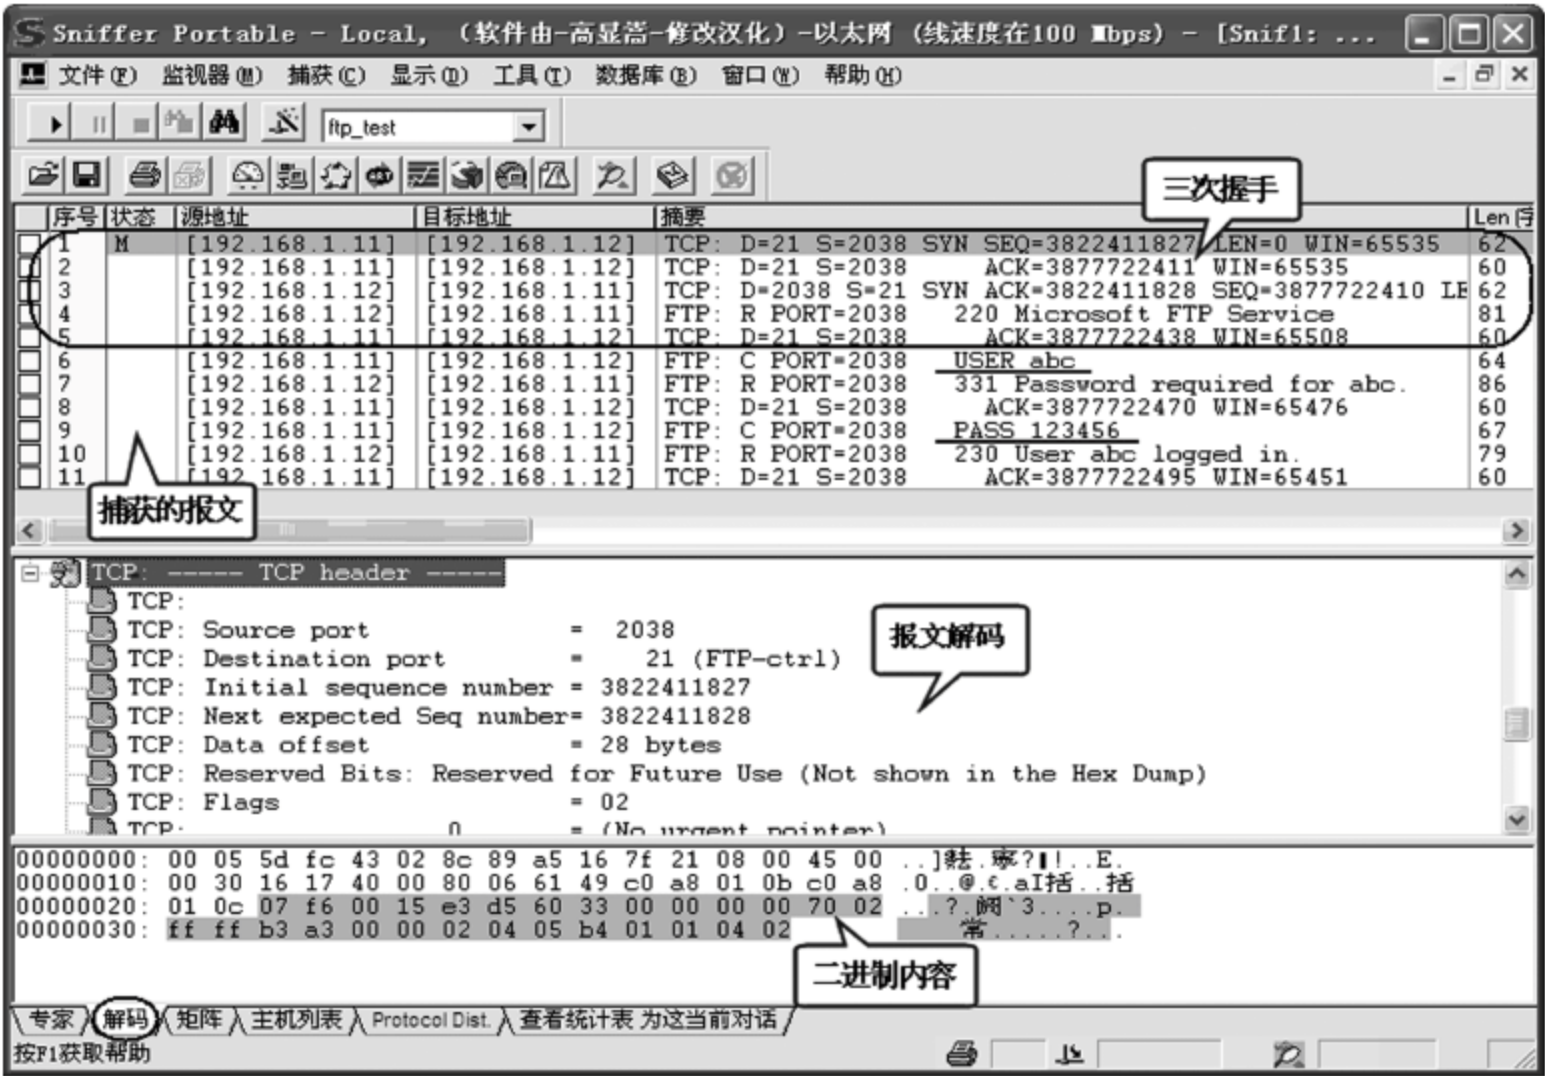 Sniffer Portable - Local, (软件由-高显嵩-修改汉化)-以太网 (线速度在100 Mbps) - [Snif1: ...
文件(F) 监视器(M) 捕获(C) 显示(D) 工具(T) 数据库(B) 窗口(W) 帮助(H)
ftp_test
三次握手
序号 状态 源地址 目标地址 摘要 Len [字
1 M [192.168.1.11] [192.168.1.12] TCP: D=21 S=2038 SYN SEQ=3822411827 LEN=0 WIN=65535 62
2 [192.168.1.11] [192.168.1.12] TCP: D=21 S=2038 ACK=3877722411 WIN=65535 60
3 [192.168.1.12] [192.168.1.11] TCP: D=2038 S=21 SYN ACK=3822411828 SEQ=3877722410 LE 62
4 [192.168.1.12] [192.168.1.11] FTP: R PORT=2038 220 Microsoft FTP Service 81
5 [192.168.1.11] [192.168.1.12] TCP: D=21 S=2038 ACK=3877722438 WIN=65508 60
6 [192.168.1.11] [192.168.1.12] FTP: C PORT=2038 USER abc 64
7 [192.168.1.12] [192.168.1.11] FTP: R PORT=2038 331 Password required for abc. 86
8 [192.168.1.11] [192.168.1.12] TCP: D=21 S=2038 ACK=3877722470 WIN=65476 60
9 [192.168.1.11] [192.168.1.12] FTP: C PORT=2038 PASS 123456 67
10 [192.168.1.12] [192.168.1.11] FTP: R PORT=2038 230 User abc logged in. 79
11 [192.168.1.11] [192.168.1.12] TCP: D=21 S=2038 ACK=3877722495 WIN=65451 60
捕获的报文
TCP: ----- TCP header -----
TCP:
TCP: Source port = 2038
TCP: Destination port = 21 (FTP-ctrl)
TCP: Initial sequence number = 3822411827
TCP: Next expected Seq number= 3822411828
TCP: Data offset = 28 bytes
TCP: Reserved Bits: Reserved for Future Use (Not shown in the Hex Dump)
TCP: Flags = 02
TCP: 0 = (No urgent pointer)
报文解码
00000000: 00 05 5d fc 43 02 8c 89 a5 16 7f 21 08 00 45 00
00000010: 00 30 16 17 40 00 80 06 61 49 c0 a8 01 0b c0 a8
00000020: 01 0c 07 f6 00 15 e3 d5 60 33 00 00 00 00 70 02
00000030: ff ff b3 a3 00 00 02 04 05 b4 01 01 04 02
二进制内容
专家 解码 矩阵 主机列表 Protocol Dist. 查看统计表 为这当前对话
按F1获取帮助